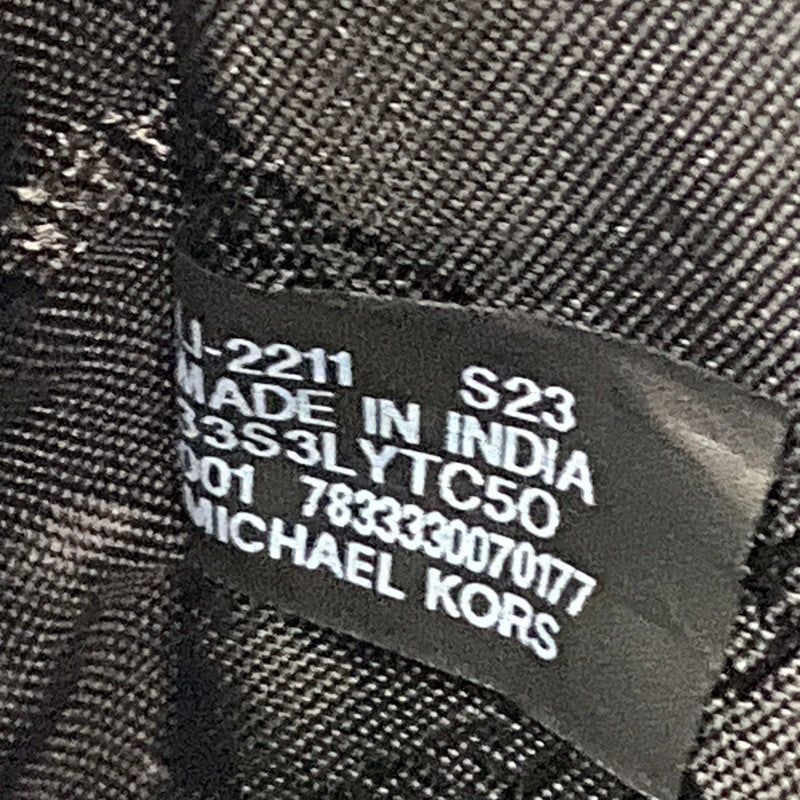 U-2211 S23
MADE IN INDIA
33S3LYTC5O
001 7833330070177
MICHAEL KORS